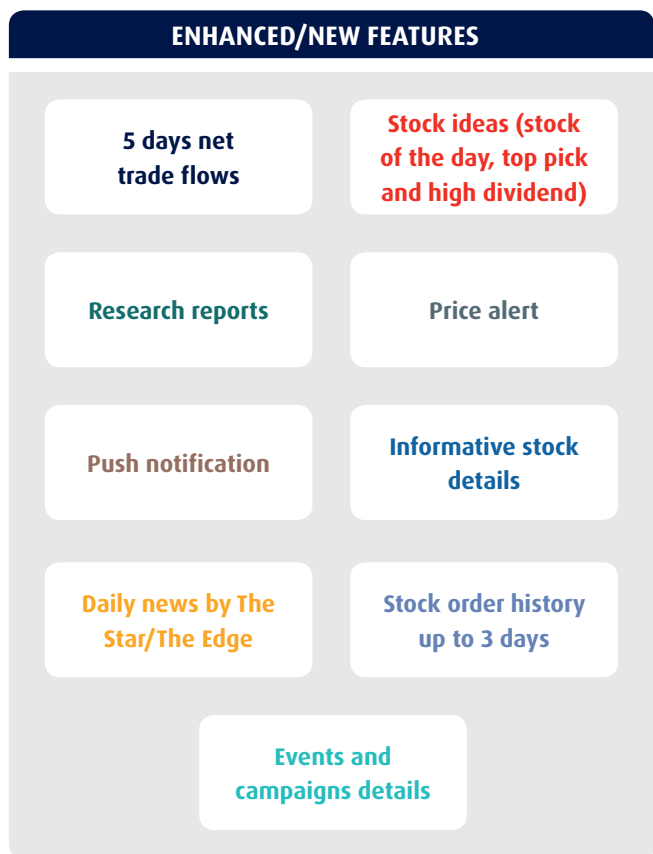 ENHANCED/NEW FEATURES
5 days net
trade flows
Stock ideas (stock
of the day, top pick
and high dividend)
Research reports
Price alert
Push notification
Informative stock
details
Daily news by The
Star/The Edge
Stock order history
up to 3 days
Events and
campaigns details